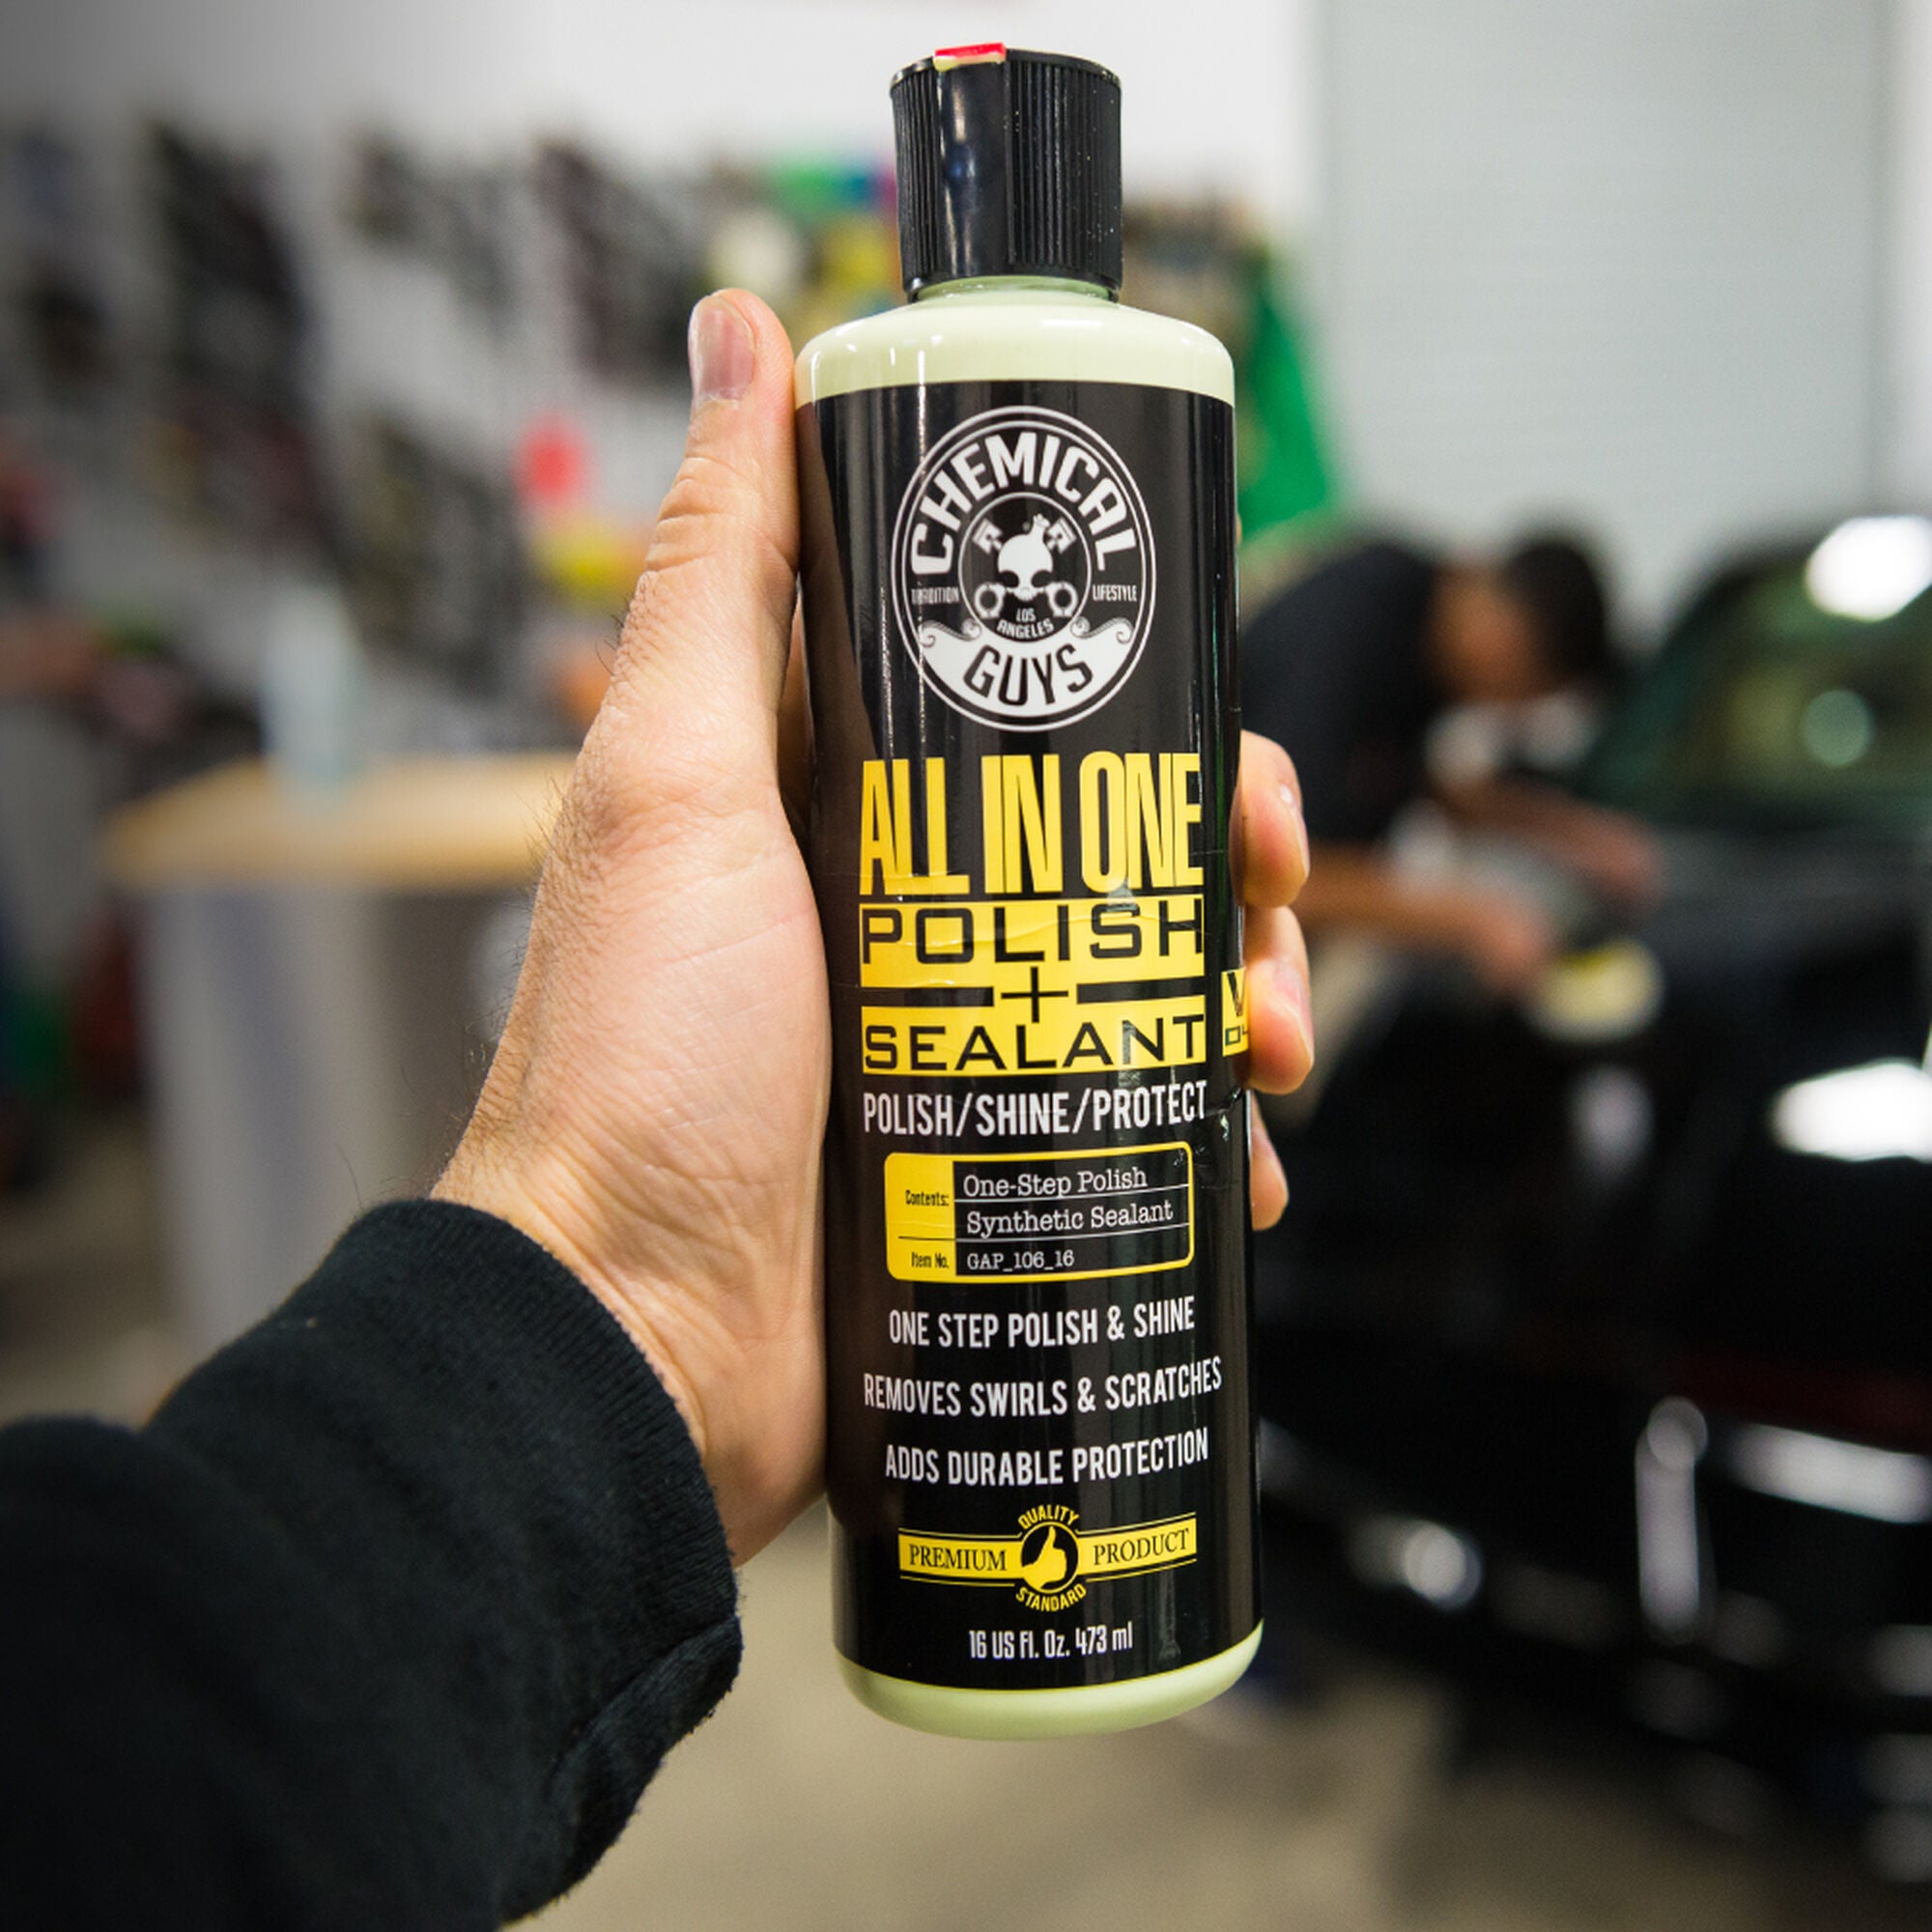 CHEMICAL
TRADITION LIFESTYLE
LOS
ANGELES
GUYS
ALL IN ONE
POLISH
+
SEALANT
POLISH/SHINE/PROTECT
Contents: One-Step Polish
Synthetic Sealant
Item No. GAP_106_16
ONE STEP POLISH & SHINE
REMOVES SWIRLS & SCRATCHES
ADDS DURABLE PROTECTION
QUALITY
PREMIUM PRODUCT
STANDARD
16 US Fl. Oz. 473 ml